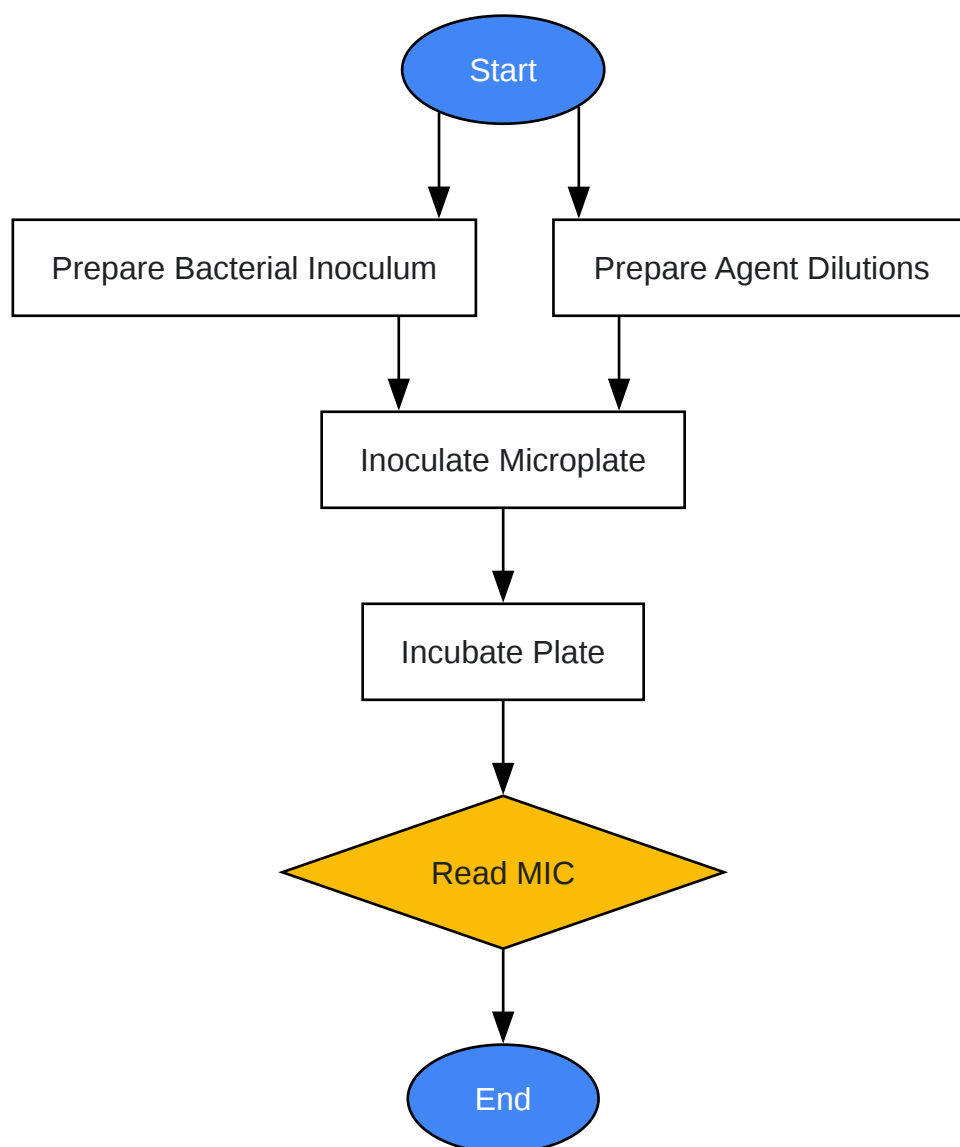 Start
Prepare Bacterial Inoculum
Prepare Agent Dilutions
Inoculate Microplate
Incubate Plate
Read MIC
End